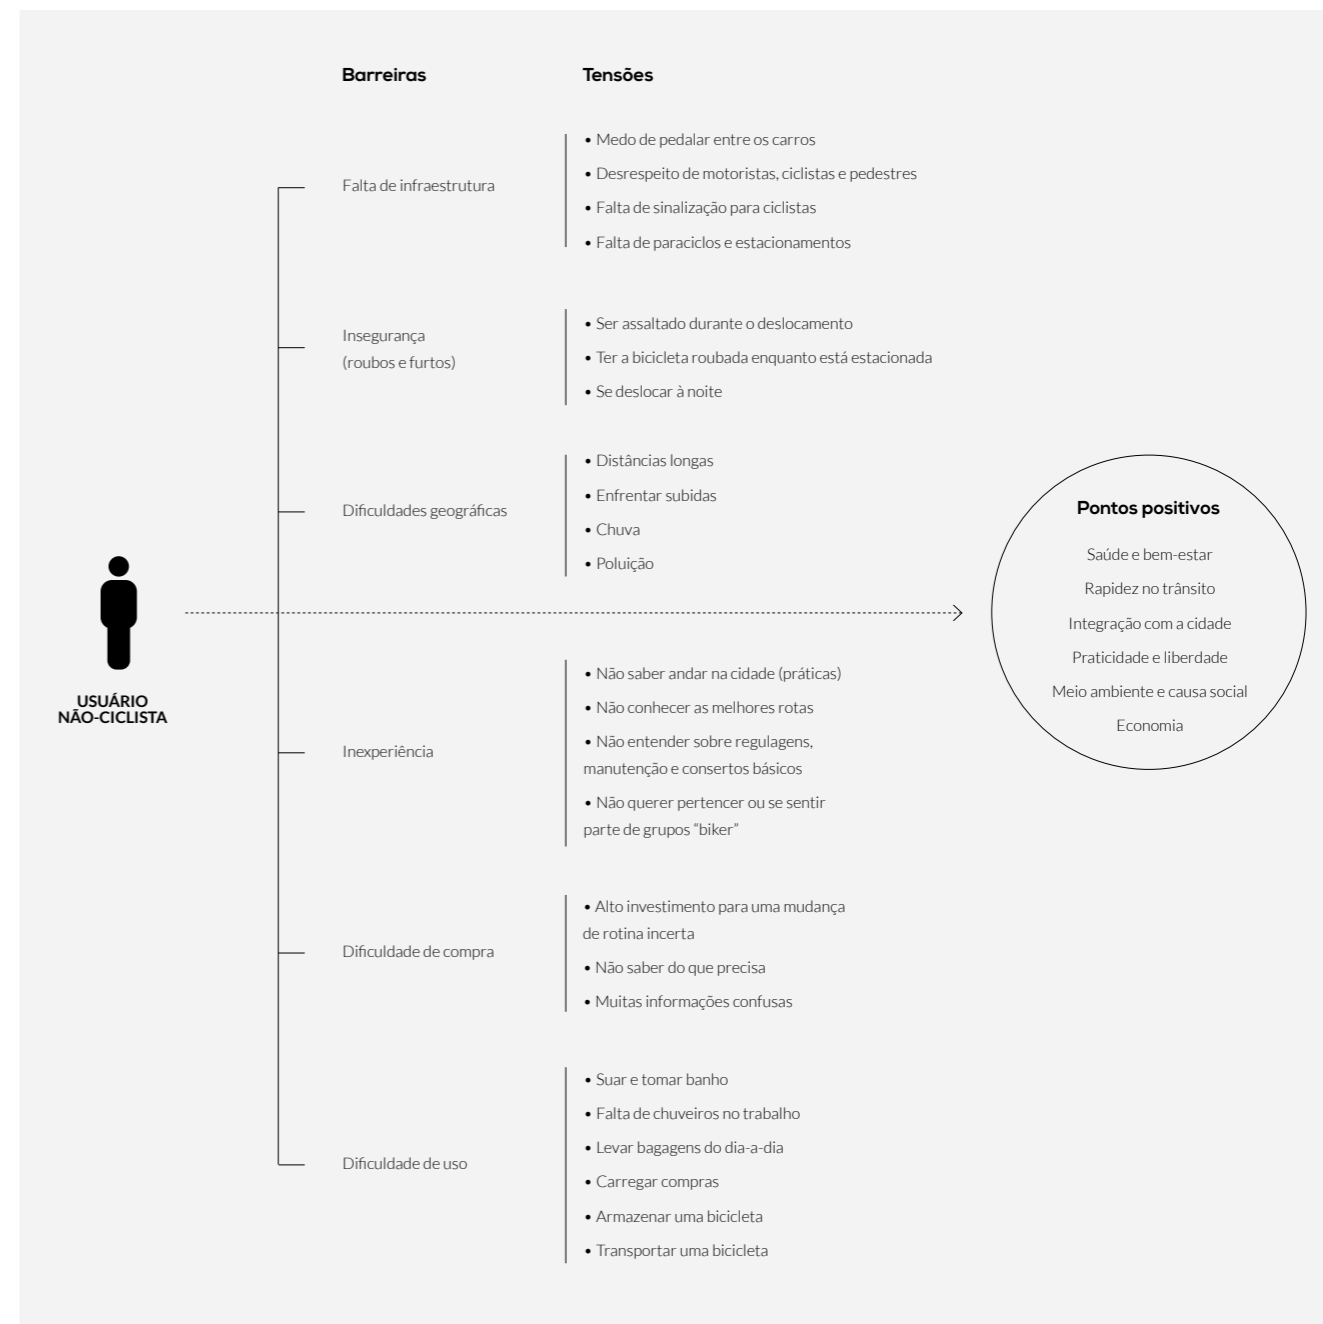 Barreiras
Tensões
Falta de infraestrutura
• Medo de pedalar entre os carros
• Desrespeito de motoristas, ciclistas e pedestres
• Falta de sinalização para ciclistas
• Falta de paraciclos e estacionamentos
Insegurança
(roubos e furtos)
• Ser assaltado durante o deslocamento
• Ter a bicicleta roubada enquanto está estacionada
• Se deslocar à noite
Dificuldades geográficas
• Distâncias longas
• Enfrentar subidas
• Chuva
• Poluição
USUÁRIO
NÃO-CICLISTA
Inexperiência
• Não saber andar na cidade (práticas)
• Não conhecer as melhores rotas
• Não entender sobre regulagens,
manutenção e consertos básicos
• Não querer pertencer ou se sentir
parte de grupos “biker”
Dificuldade de compra
• Alto investimento para uma mudança
de rotina incerta
• Não saber do que precisa
• Muitas informações confusas
Dificuldade de uso
• Suar e tomar banho
• Falta de chuveiros no trabalho
• Levar bagagens do dia-a-dia
• Carregar compras
• Armazenar uma bicicleta
• Transportar uma bicicleta
Pontos positivos
Saúde e bem-estar
Rapidez no trânsito
Integração com a cidade
Praticidade e liberdade
Meio ambiente e causa social
Economia